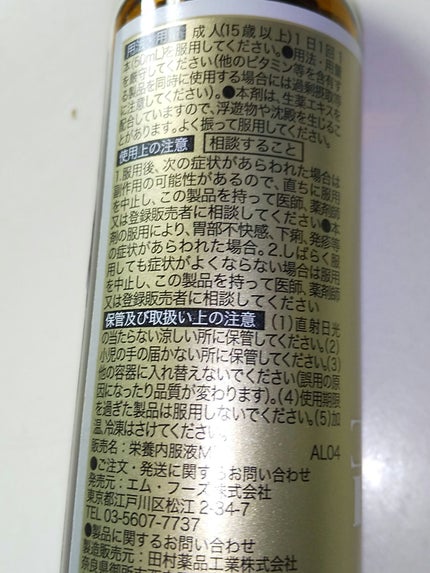 用法・用量 成人(15歳以上)1日1回1
本(50mL)を服用してください。●用法・用量
を厳守してください(他のビタミン等を含有す
る製品を同時に使用する場合には過剰摂取等
に注意してください)。●本剤は、生薬エキスを
配合していますので、浮遊物や沈殿を生じるこ
とがあります。よく振って服用してください。
使用上の注意 相談すること
1.服用後、次の症状があらわれた場合は
副作用の可能性があるので、直ちに服用
を中止し、この製品を持って医師、薬剤師
又は登録販売者に相談してください●本
剤の服用により、胃部不快感、下痢、発疹等
の症状があらわれた場合。2.しばらく服
用しても症状がよくならない場合は服用
を中止し、この製品を持って医師、薬剤師
又は登録販売者に相談してください
保管及び取扱い上の注意 (1)直射日光
の当たらない涼しい所に保管してください。(2)
小児の手の届かない所に保管してください。(3)
他の容器に入れ替えないでください(誤用の原
因になったり品質が変わります)。(4)使用期限
を過ぎた製品は服用しないでください。(5)加
温、冷凍はさけてください。
販売名:栄養内服液M AL04
●ご注文・発送に関するお問い合わせ
発売元:エム・フーズ株式会社
東京都江戸川区松江 2-34-7
TEL 03-5607-7737
●製品に関するお問い合わせ
製造販売元:田村薬品工業株式会社
奈良県御所市